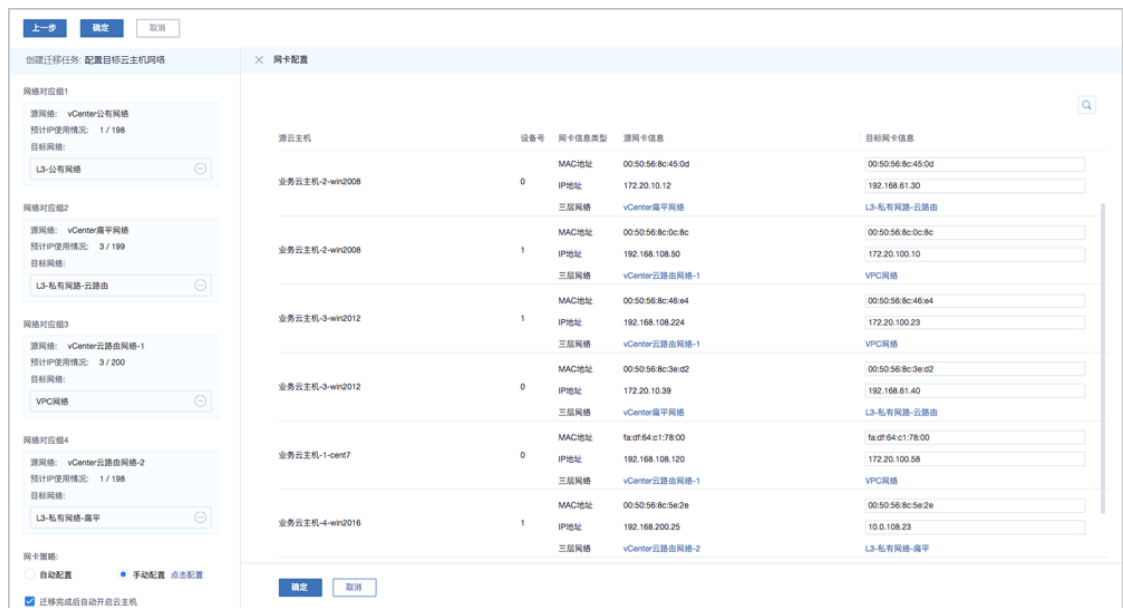 上一步 确定 取消
创建迁移任务: 配置目标云主机网络
网络对应组1
源网络: vCenter公有网络
预计IP使用情况: 1 / 198
目标网络:
L3-公有网络
网络对应组2
源网络: vCenter扁平网络
预计IP使用情况: 3 / 199
目标网络:
L3-私有网路-云路由
网络对应组3
源网络: vCenter云路由网络-1
预计IP使用情况: 3 / 200
目标网络:
VPC网络
网络对应组4
源网络: vCenter云路由网络-2
预计IP使用情况: 1 / 198
目标网络:
L3-私有网络-扁平
网卡策略:
自动配置 手动配置 点击配置
迁移完成后自动开启云主机
网卡配置
源云主机 设备号 网卡信息类型 源网卡信息 目标网卡信息
MAC地址 00:50:56:8c:45:0d 00:50:56:8c:45:0d
业务云主机-2-win2008 0 IP地址 172.20.10.12 192.168.61.30
三层网络 vCenter扁平网络 L3-私有网路-云路由
MAC地址 00:50:56:8c:0c:8c 00:50:56:8c:0c:8c
业务云主机-2-win2008 1 IP地址 192.168.108.50 172.20.100.10
三层网络 vCenter云路由网络-1 VPC网络
MAC地址 00:50:56:8c:46:e4 00:50:56:8c:46:e4
业务云主机-3-win2012 1 IP地址 192.168.108.224 172.20.100.23
三层网络 vCenter云路由网络-1 VPC网络
MAC地址 00:50:56:8c:3e:d2 00:50:56:8c:3e:d2
业务云主机-3-win2012 0 IP地址 172.20.10.39 192.168.61.40
三层网络 vCenter扁平网络 L3-私有网路-云路由
MAC地址 fa:df:64:c1:78:00 fa:df:64:c1:78:00
业务云主机-1-cent7 0 IP地址 192.168.108.120 172.20.100.58
三层网络 vCenter云路由网络-1 VPC网络
MAC地址 00:50:56:8c:5e:2e 00:50:56:8c:5e:2e
业务云主机-4-win2016 1 IP地址 192.168.200.25 10.0.108.23
三层网络 vCenter云路由网络-2 L3-私有网络-扁平
确定 取消